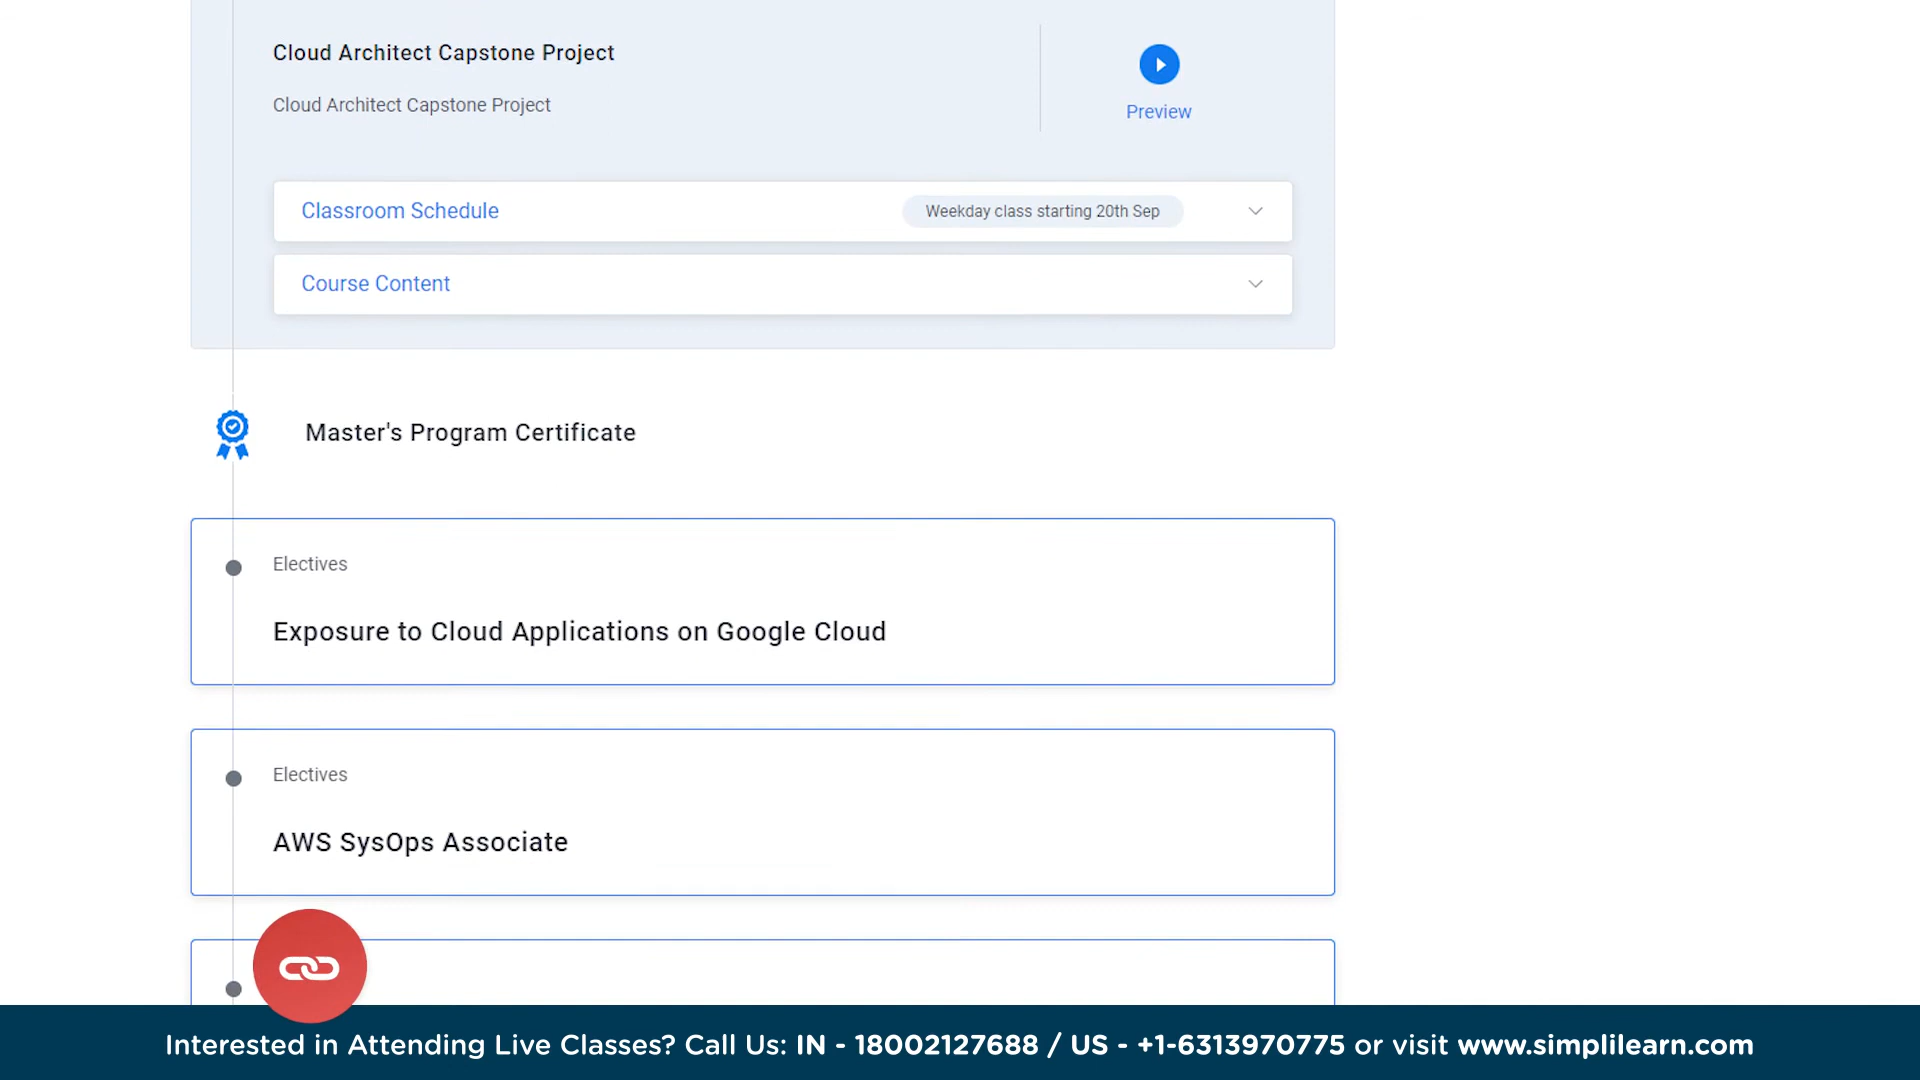 Cloud Architect Capstone Project
Cloud Architect Capstone Project
Preview
Classroom Schedule
Weekday class starting 20th Sep
Course Content
Master's Program Certificate
Electives
Exposure to Cloud Applications on Google Cloud
Electives
AWS SysOps Associate
Interested in Attending Live Classes? Call Us: IN - 18002127688 / US - +1-6313970775 or visit www.simplilearn.com